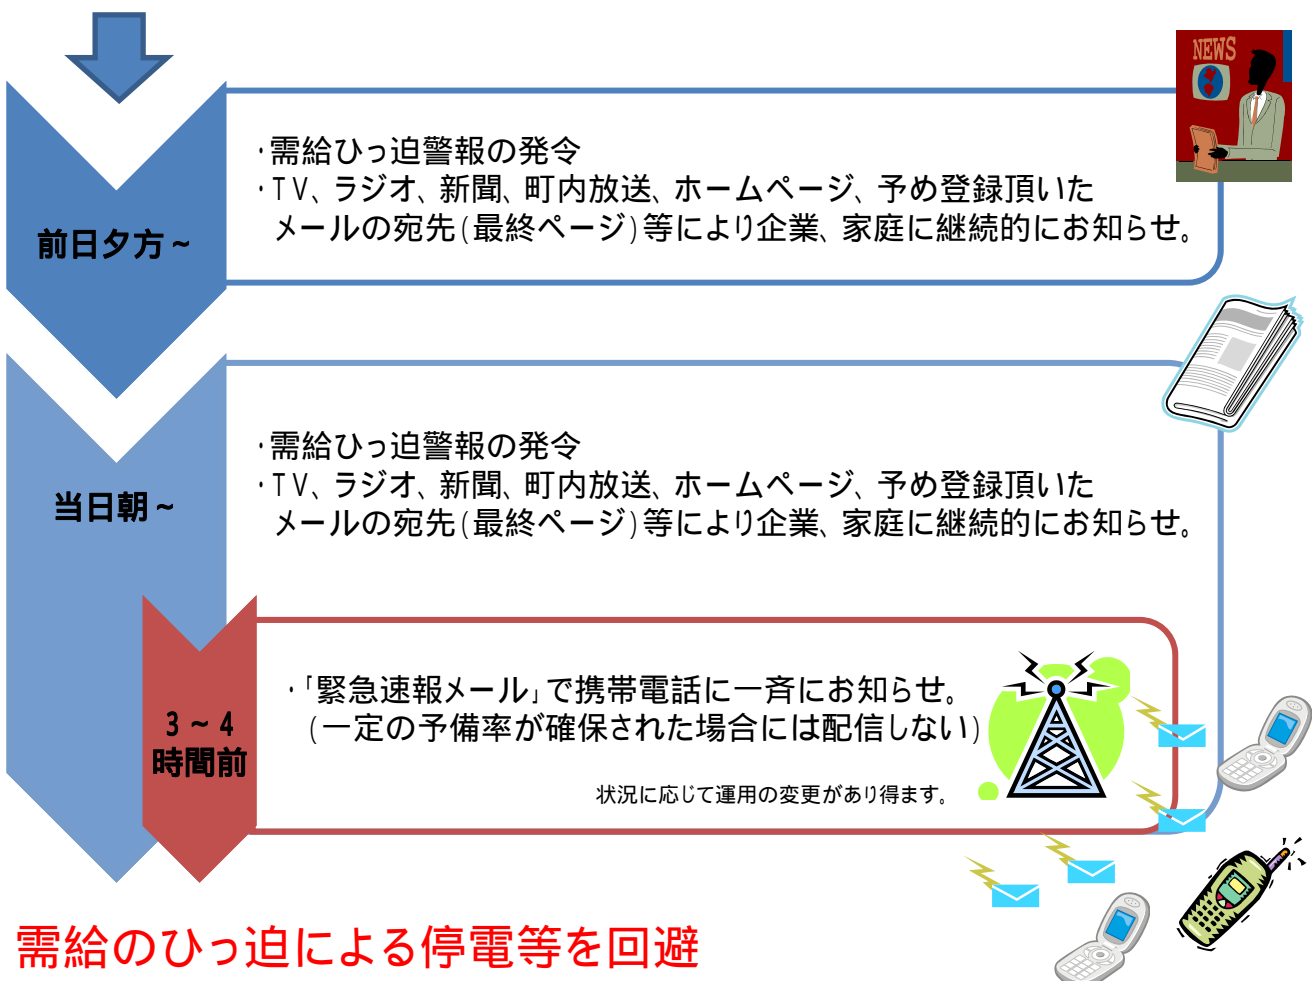 NEWS
・需給ひっ迫警報の発令
・TV、ラジオ、新聞、町内放送、ホームページ、予め登録頂いた
メールの宛先(最終ページ)等により企業、家庭に継続的にお知らせ。
前日夕方~
・需給ひっ迫警報の発令
・TV、ラジオ、新聞、町内放送、ホームページ、予め登録頂いた
メールの宛先(最終ページ)等により企業、家庭に継続的にお知らせ。
当日朝~
・「緊急速報メール」で携帯電話に一斉にお知らせ。
(一定の予備率が確保された場合には配信しない)
3~4
時間前
状況に応じて運用の変更があり得ます。
需給のひっ迫による停電等を回避